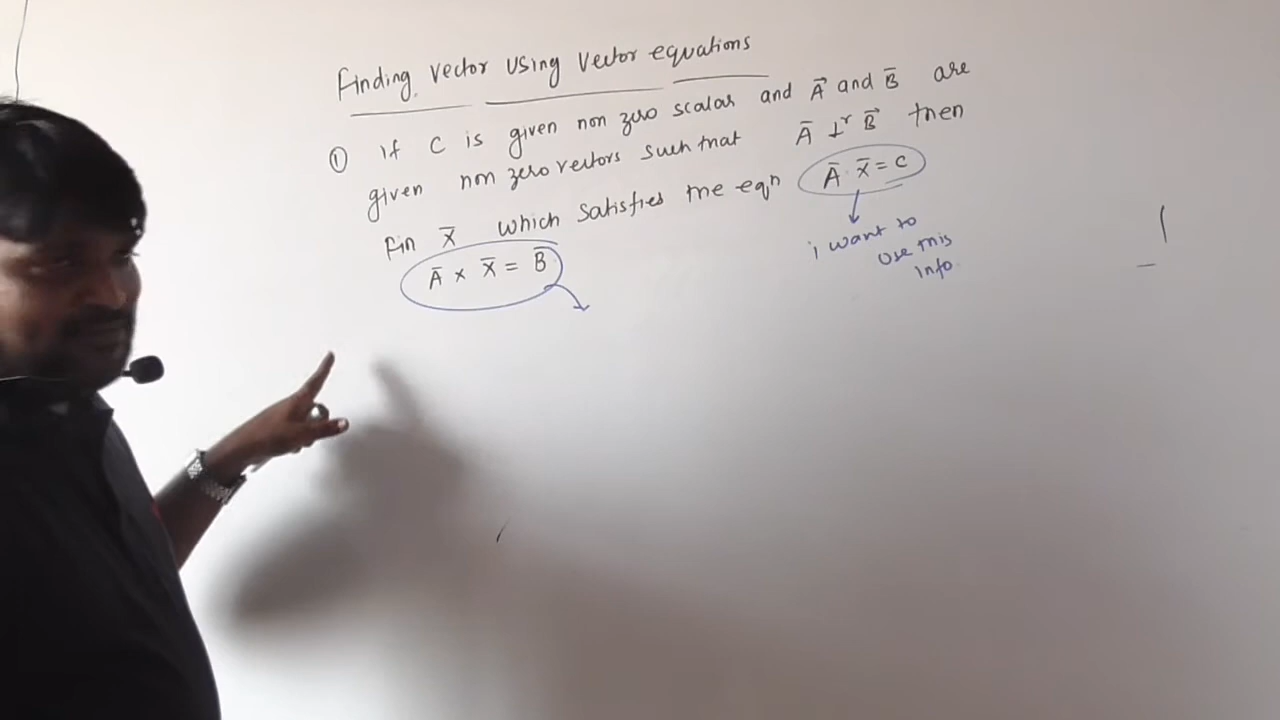 Finding vector using vector equations
① If C is given non zero scalar and A⃗ and B̄ are
given non zero vectors such that Ā ⊥ʳ B⃗ then
Fin x̄ which satisfies the eqⁿ Ā · x̄ = c
Ā × x̄ = B̄
i want to
use this
info.